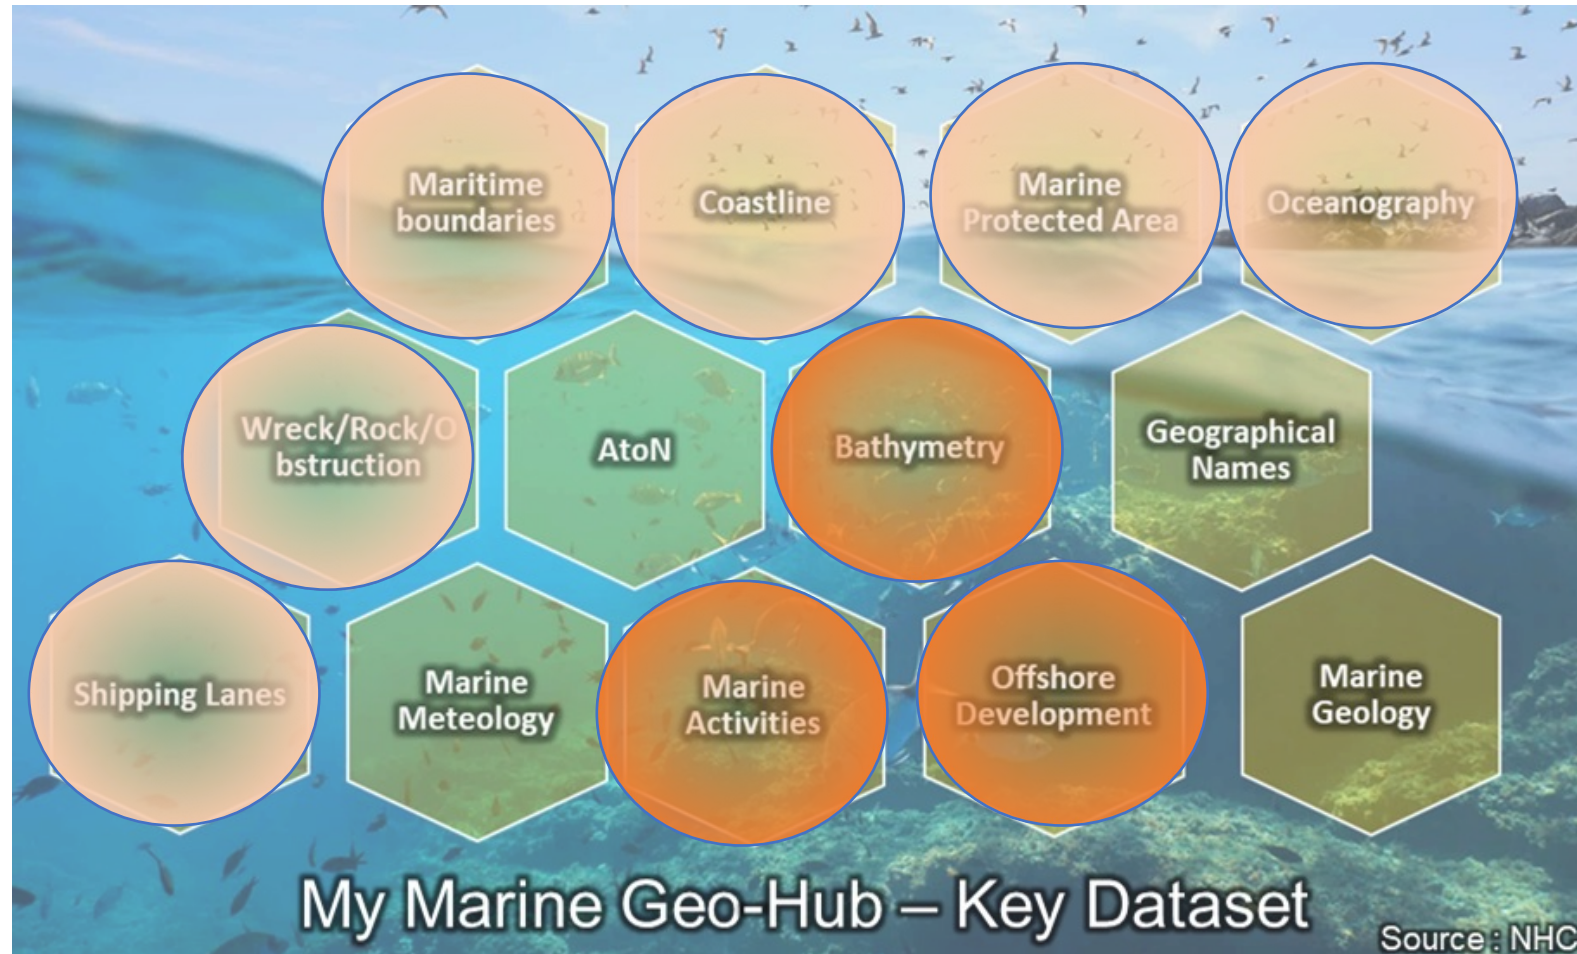 Maritime
boundaries
Coastline
Marine
Protected Area
Oceanography
Wreck/Rock/O
bstruction
AtoN
Bathymetry
Geographical
Names
Shipping Lanes
Marine
Meteology
Marine
Activities
Offshore
Development
Marine
Geology
My Marine Geo-Hub – Key Dataset
Source : NHC